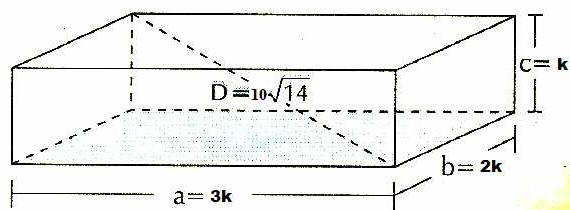 c= k
D=10√14
b= 2k
a= 3k